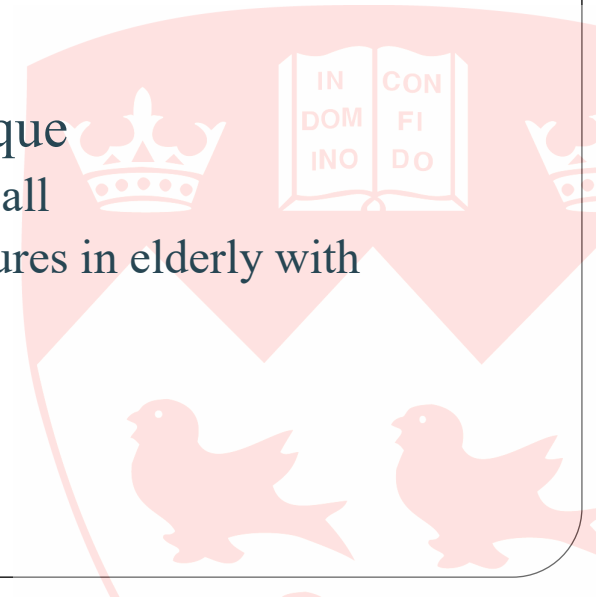 IN CON
DOM FI
INO DO
que
all
ures in elderly with